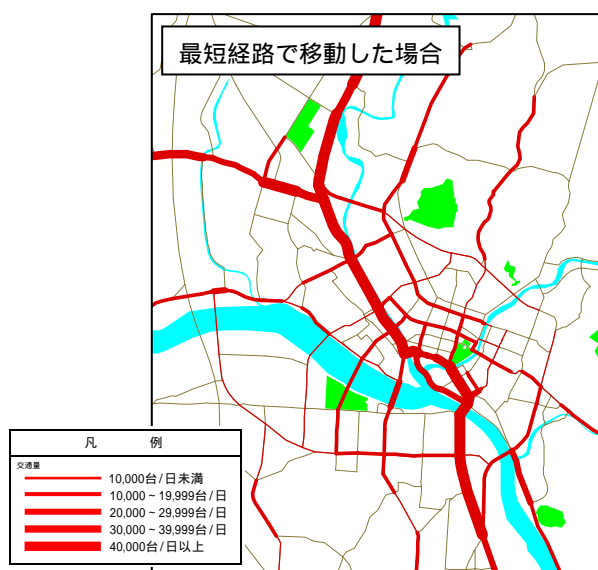 最短経路で移動した場合
凡　　例
交通量
10,000台/日未満
10,000~19,999台/日
20,000~29,999台/日
30,000~39,999台/日
40,000台/日以上